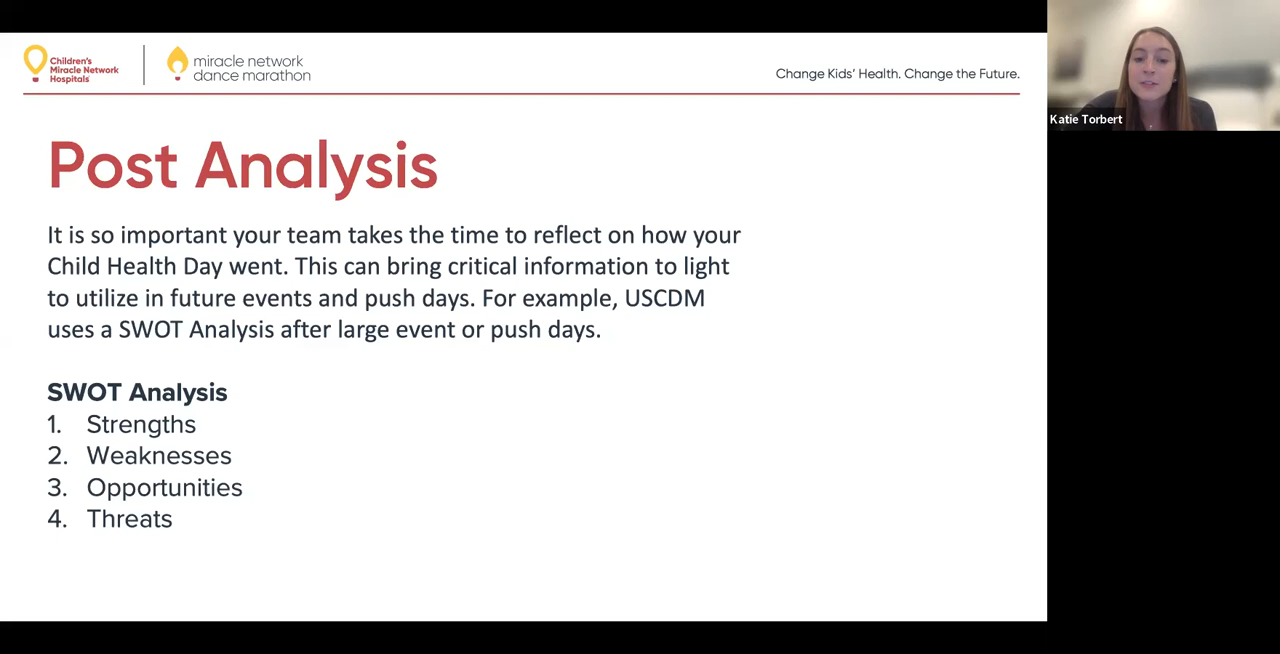 Children's
Miracle Network
Hospitals
miracle network
dance marathon
Change Kids' Health. Change the Future.
Katie Torbert
Post Analysis
It is so important your team takes the time to reflect on how your
Child Health Day went. This can bring critical information to light
to utilize in future events and push days. For example, USCDM
uses a SWOT Analysis after large event or push days.
SWOT Analysis
1. Strengths
2. Weaknesses
3. Opportunities
4. Threats